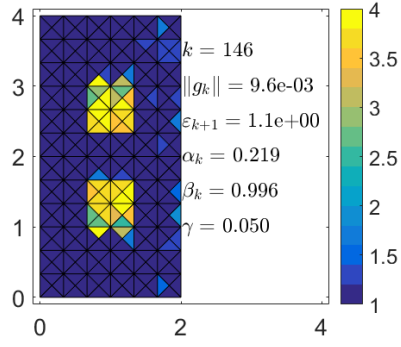 4
3
2
1
0
0
2
4
k = 146
‖g_k‖ = 9.6e-03
ε_{k+1} = 1.1e+00
α_k = 0.219
β_k = 0.996
γ = 0.050
4
3.5
3
2.5
2
1.5
1